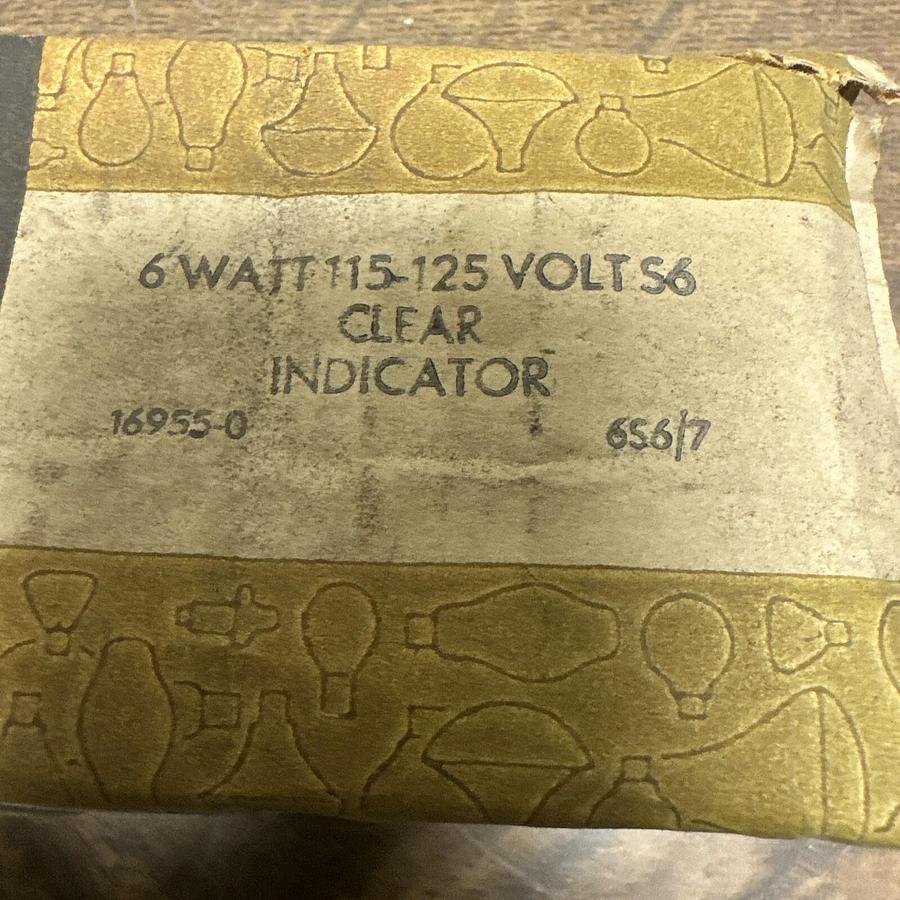 6 WATT 115-125 VOLT S6
CLEAR
INDICATOR
16955-0 6S6/7